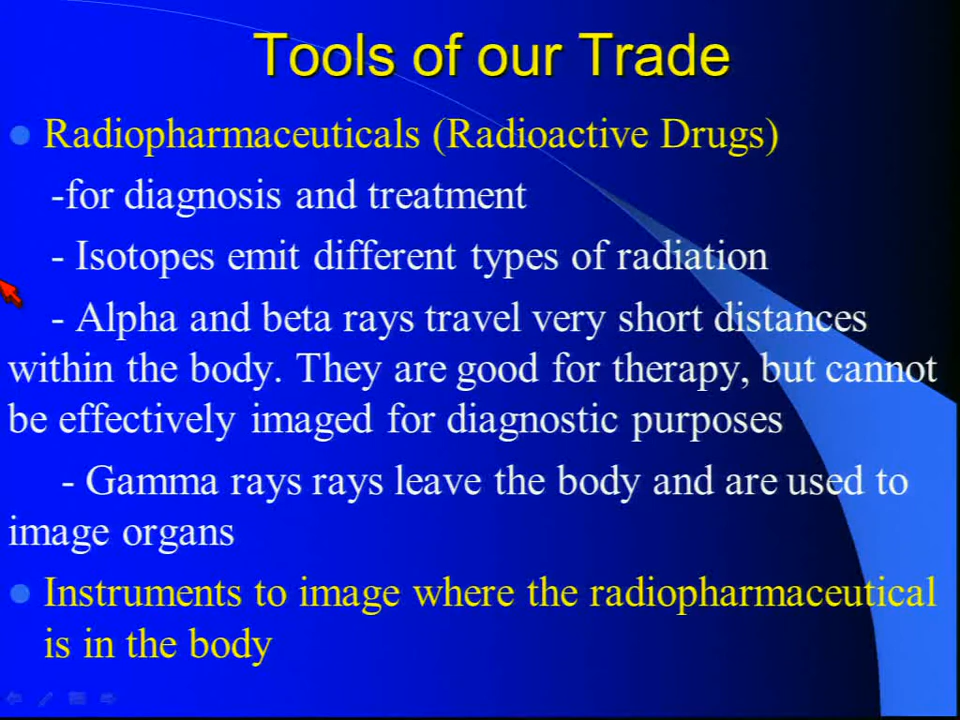 Tools of our Trade
Radiopharmaceuticals (Radioactive Drugs)
-for diagnosis and treatment
- Isotopes emit different types of radiation
- Alpha and beta rays travel very short distances
within the body. They are good for therapy, but cannot
be effectively imaged for diagnostic purposes
- Gamma rays rays leave the body and are used to
image organs
Instruments to image where the radiopharmaceutical
is in the body